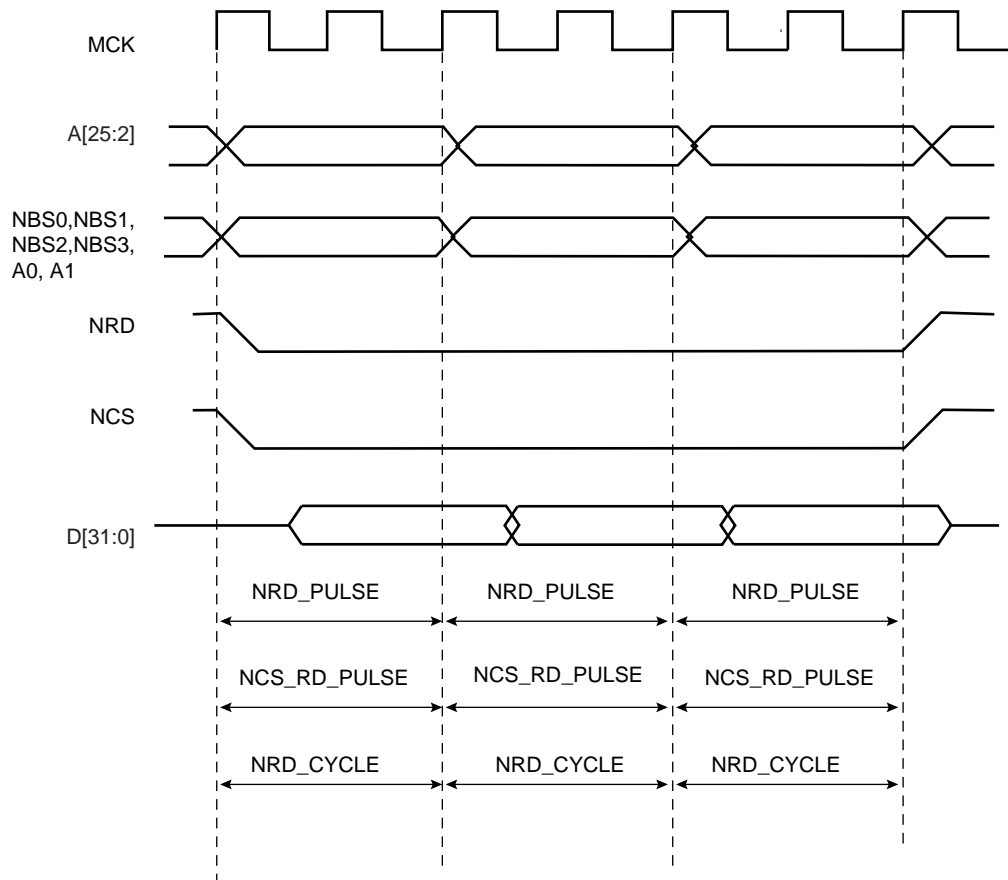 MCK
A[25:2]
NBS0,NBS1,
NBS2,NBS3,
A0, A1
NRD
NCS
D[31:0]
NRD_PULSE NRD_PULSE NRD_PULSE
NCS_RD_PULSE NCS_RD_PULSE NCS_RD_PULSE
NRD_CYCLE NRD_CYCLE NRD_CYCLE